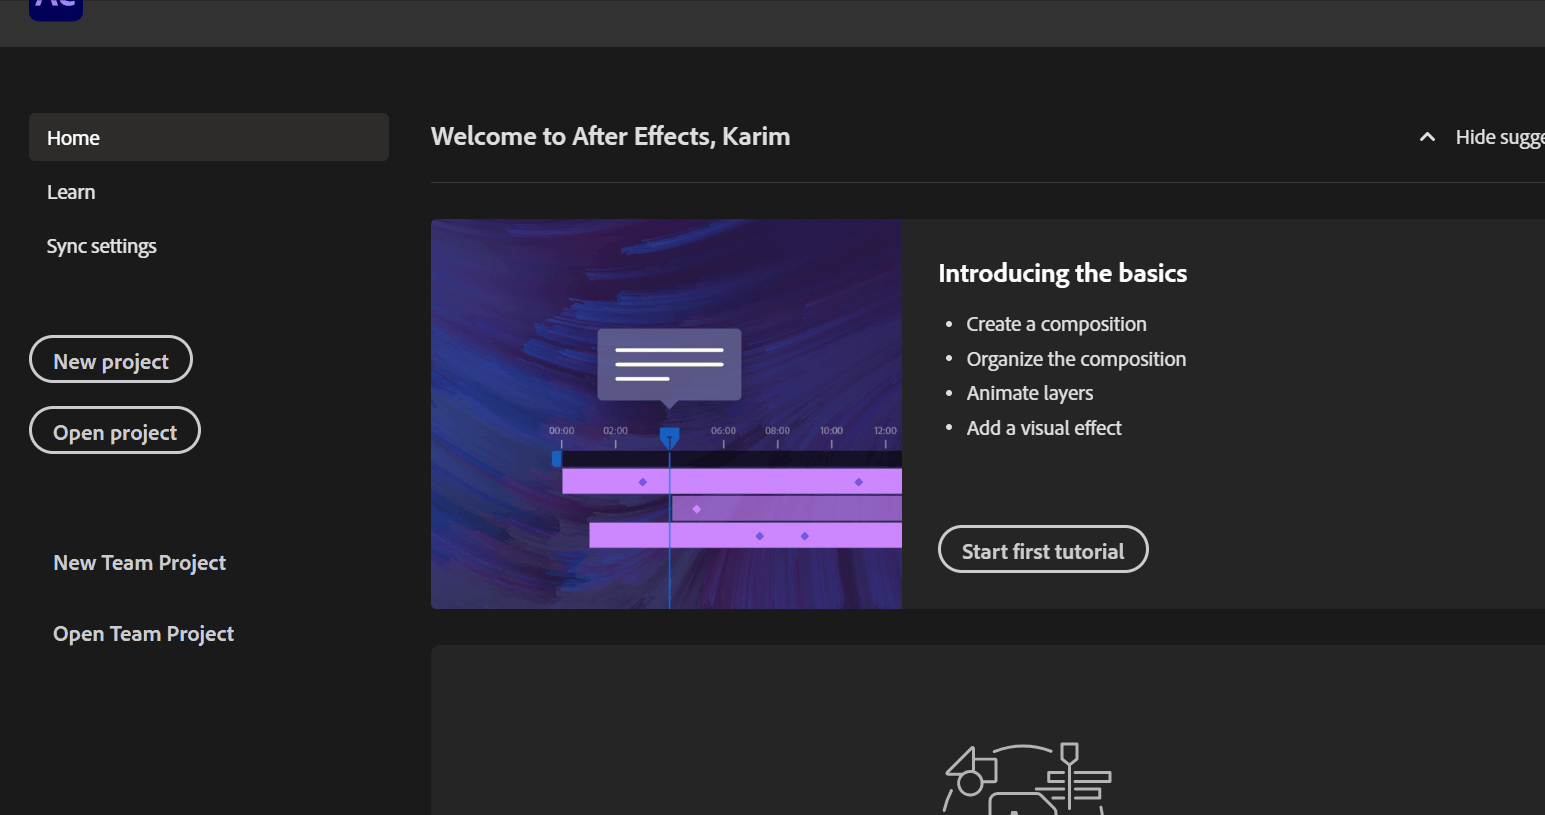 Home
Learn
Sync settings
New project
Open project
New Team Project
Open Team Project
Welcome to After Effects, Karim
Hide
00:00 02:00 06:00 08:00 10:00 12:00
Introducing the basics
• Create a composition
• Organize the composition
• Animate layers
• Add a visual effect
Start first tutorial